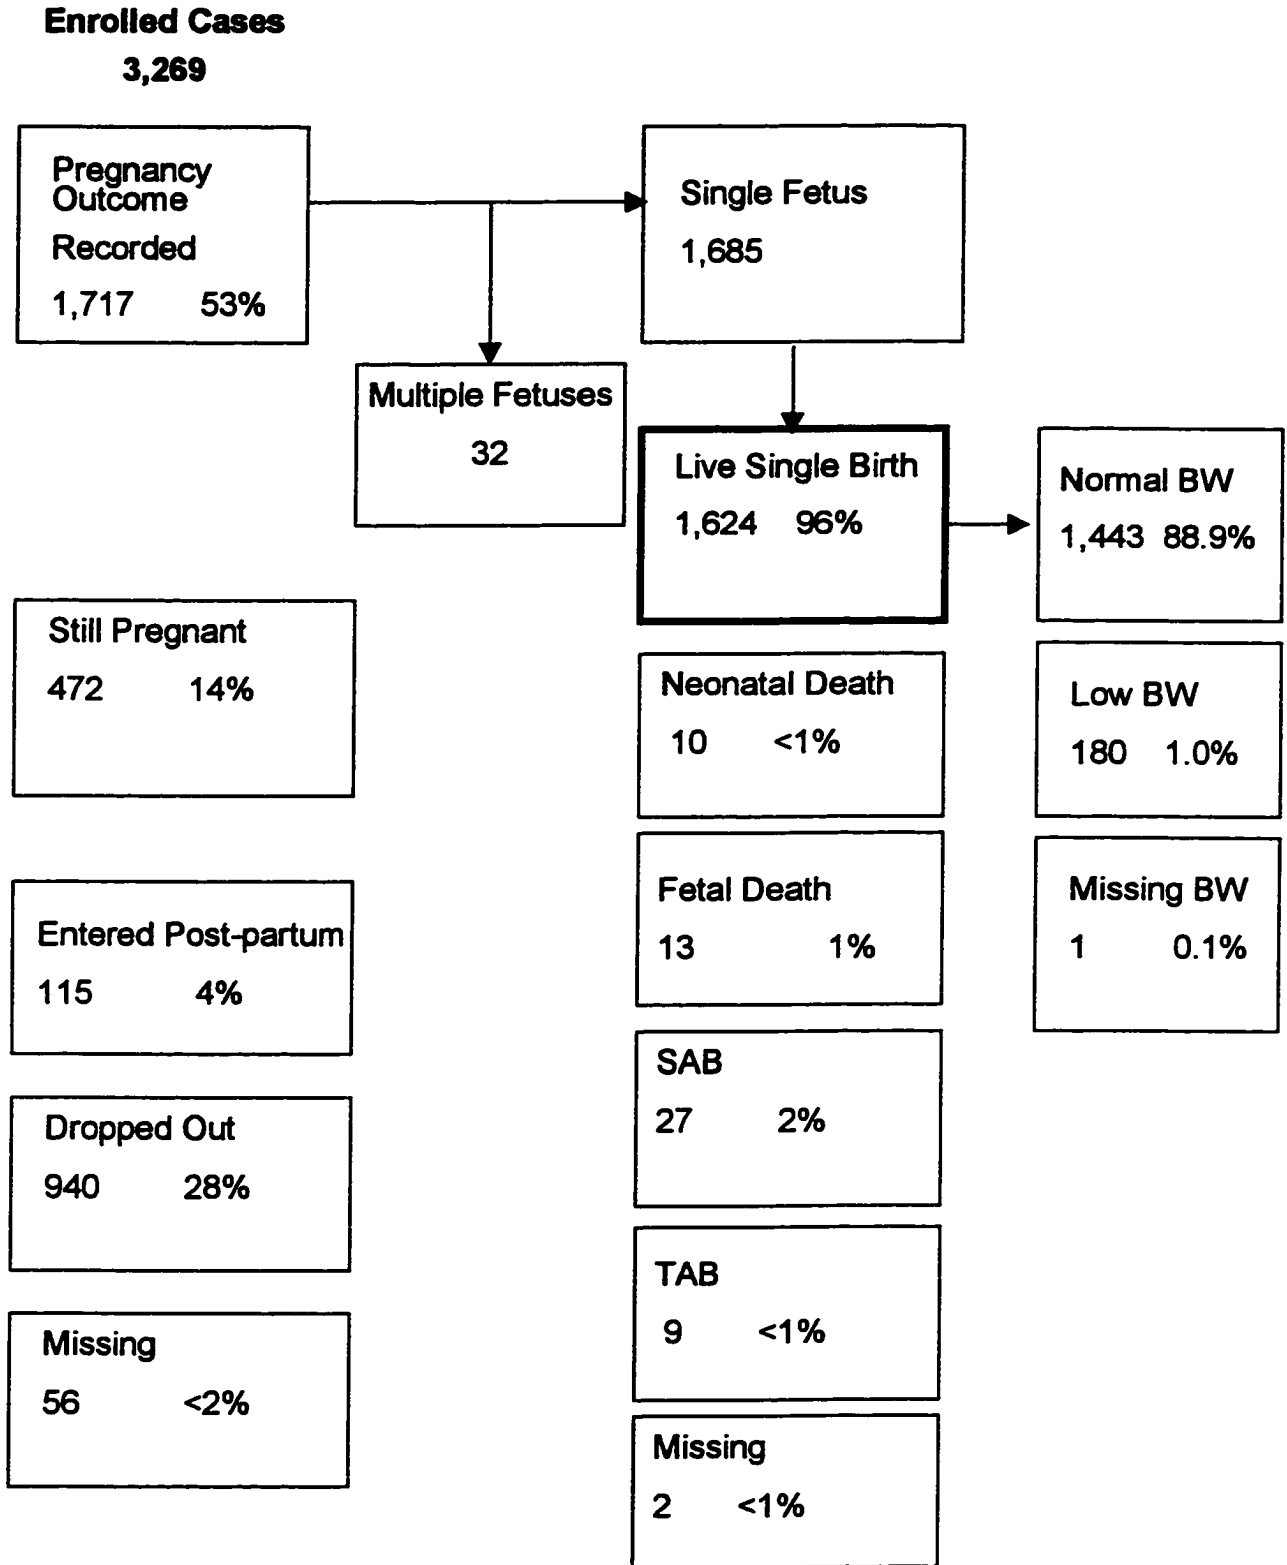 Enrolled Cases
3,269
Pregnancy
Outcome
Recorded
1,717 53%
Single Fetus
1,685
Multiple Fetuses
32
Live Single Birth
1,624 96%
Normal BW
1,443 88.9%
Still Pregnant
472 14%
Neonatal Death
10 <1%
Low BW
180 1.0%
Entered Post-partum
115 4%
Fetal Death
13 1%
Missing BW
1 0.1%
Dropped Out
940 28%
SAB
27 2%
TAB
9 <1%
Missing
56 <2%
Missing
2 <1%